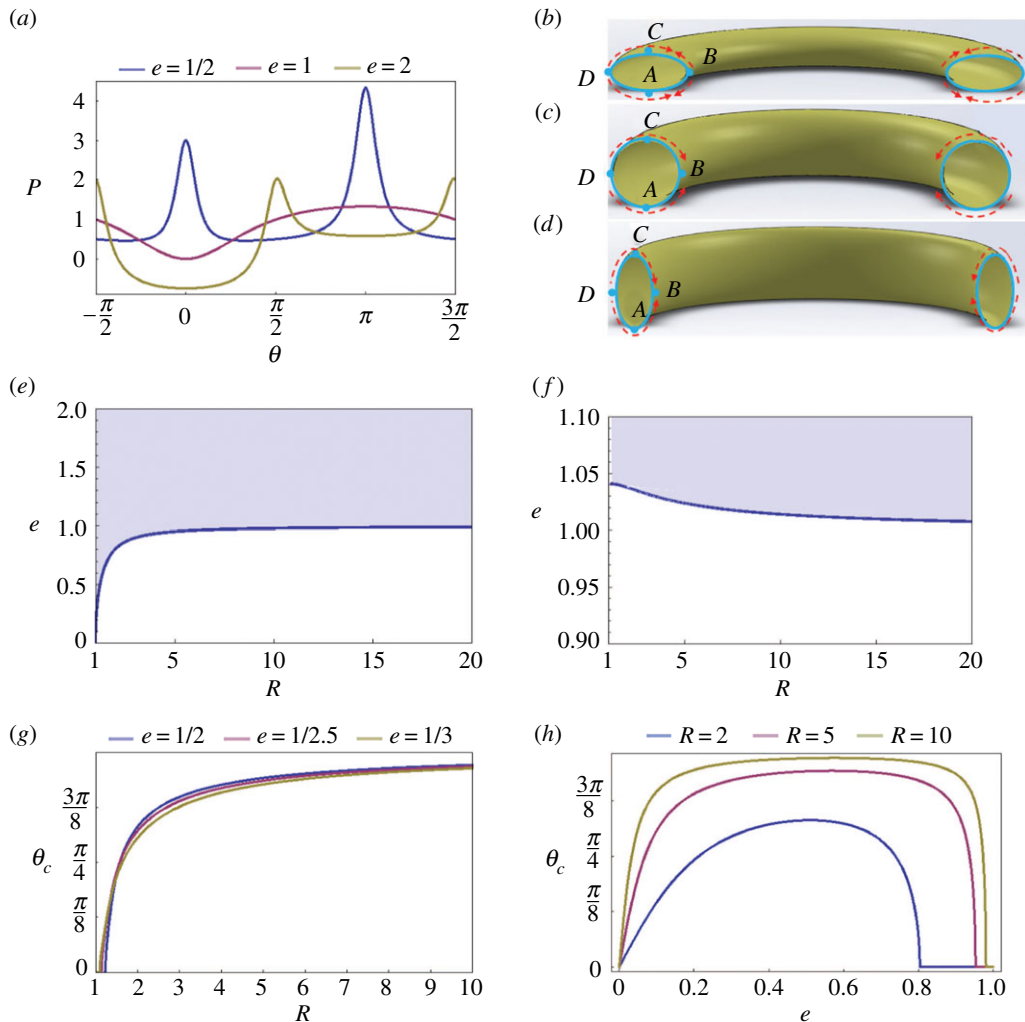 (a)
e = 1/2 e = 1 e = 2
P
4
3
2
1
0
−π/2 0 π/2 π 3π/2
θ
(b)
C
B
D
A
(c)
C
D
B
A
(d)
C
D
B
A
(e)
e
2.0
1.5
1.0
0.5
0
1 5 10 15 20
R
(f)
e
1.10
1.05
1.00
0.95
0.90
1 5 10 15 20
R
(g)
e = 1/2 e = 1/2.5 e = 1/3
3π/8
θc
π/4
π/8
0
1 2 3 4 5 6 7 8 9 10
R
(h)
R = 2 R = 5 R = 10
3π/8
θc
π/4
π/8
0
0 0.2 0.4 0.6 0.8 1.0
e